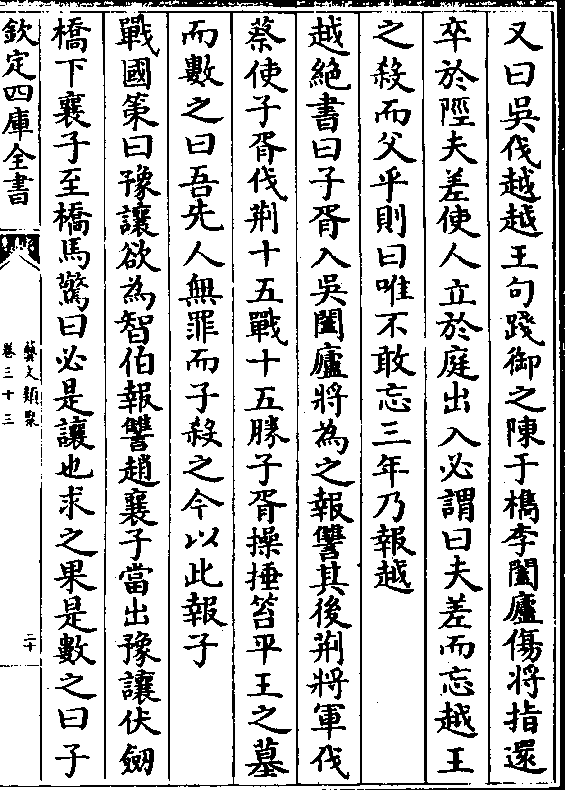 又曰吳伐越越王句踐御之陳于檇李闔廬傷將指還
卒於陘夫差使人立於庭出入必謂曰夫差而忘越王
之殺而父乎則曰唯不敢忘三年乃報越
越絶書曰子胥入吳闔廬將為之報讐其後荆將軍伐
蔡使子胥伐荆十五戰十五勝子胥操捶笞平王之墓
而數之曰吾先人無罪而子殺之今以此報子
戰國策曰豫讓欲為智伯報讐趙襄子當出豫讓伏劔
橋下襄子至橋馬驚曰必是讓也求之果是數之曰子
欽定四庫全書
藝文類聚
卷三十三
二十